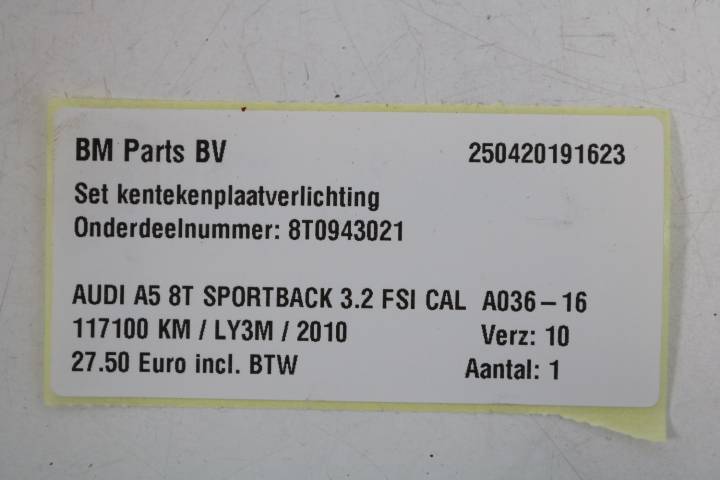 BM Parts BV 250420191623
Set kentekenplaatverlichting
Onderdeelnummer: 8T0943021
AUDI A5 8T SPORTBACK 3.2 FSI CAL A036-16
117100 KM / LY3M / 2010 Verz: 10
27.50 Euro incl. BTW Aantal: 1